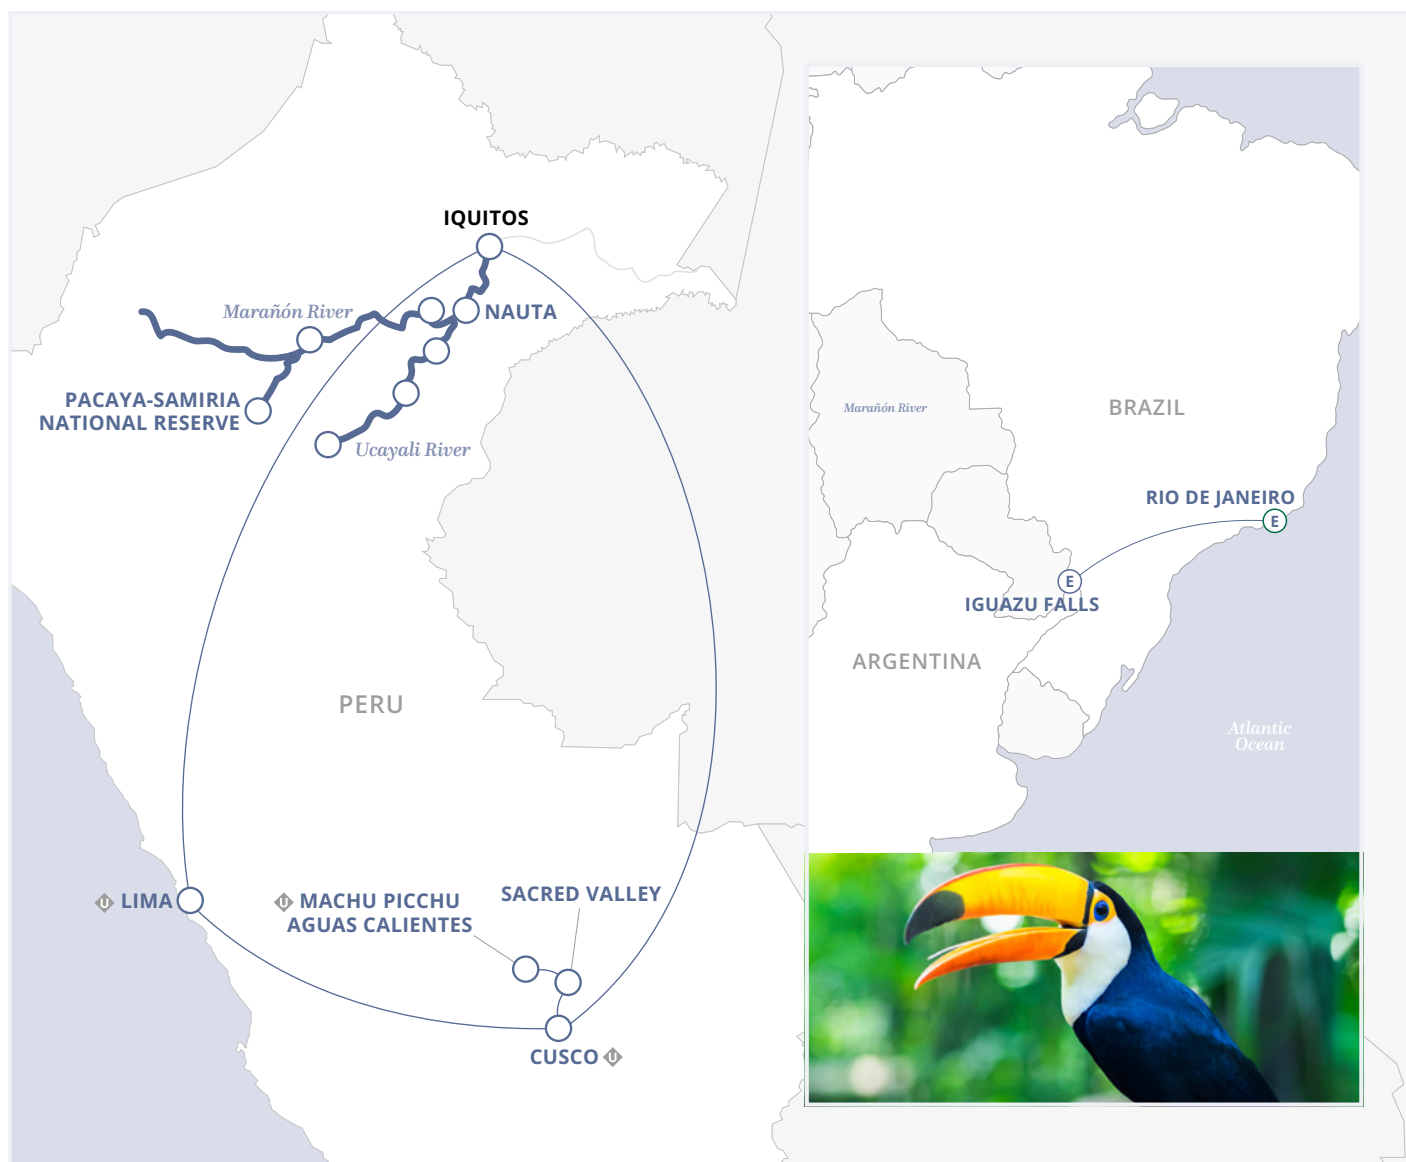 IQUITOS
Marañón River
NAUTA
PACAYA-SAMIRIA
NATIONAL RESERVE
Ucayali River
PERU
U LIMA
U MACHU PICCHU
AGUAS CALIENTES
SACRED VALLEY
CUSCO U
Marañón River
BRAZIL
RIO DE JANEIRO
E
E
IGUAZU FALLS
ARGENTINA
Atlantic
Ocean